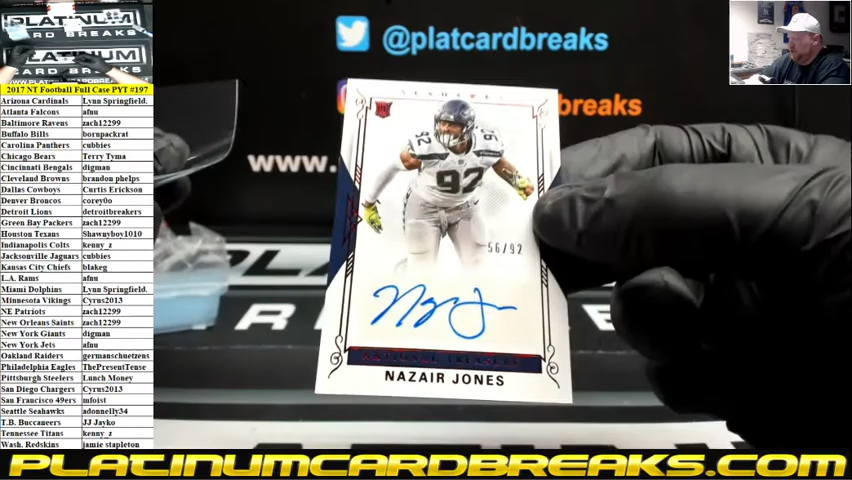 PLATINUM
CARD BREAKS
@platcardbreaks
2017 NT Football Full Case PYT #197
Arizona Cardinals Lynn Springfield.
Atlanta Falcons afnu
Baltimore Ravens zach12299
Buffalo Bills bornpackrat
Carolina Panthers cubbies
Chicago Bears Terry Tyma
Cincinnati Bengals digman
Cleveland Browns brandon phelps
Dallas Cowboys Curtis Erickson
Denver Broncos corey0o
Detroit Lions detroitbreakers
Green Bay Packers zach12299
Houston Texans Shawnyboy1010
Indianapolis Colts kenny_z
Jacksonville Jaguars cubbies
Kansas City Chiefs blakeg
L.A. Rams afnu
Miami Dolphins Lynn Springfield.
Minnesota Vikings Cyrus2013
NE Patriots zach12299
New Orleans Saints zach12299
New York Giants digman
New York Jets afnu
Oakland Raiders germanschnetzens
Philadelphia Eagles ThePresentTense
Pittsburgh Steelers Lunch Money
San Diego Chargers Cyrus2013
San Francisco 49ers mfoist
Seattle Seahawks adonnelly34
T.B. Buccaneers JJ Jayko
Tennessee Titans kenny_z
Wash. Redskins jamie stapleton
SEAHAWKS
RC
92
56/92
NATIONAL TREASURES
NAZAIR JONES
www.
.com
PLATINUMCARDBREAKS.COM